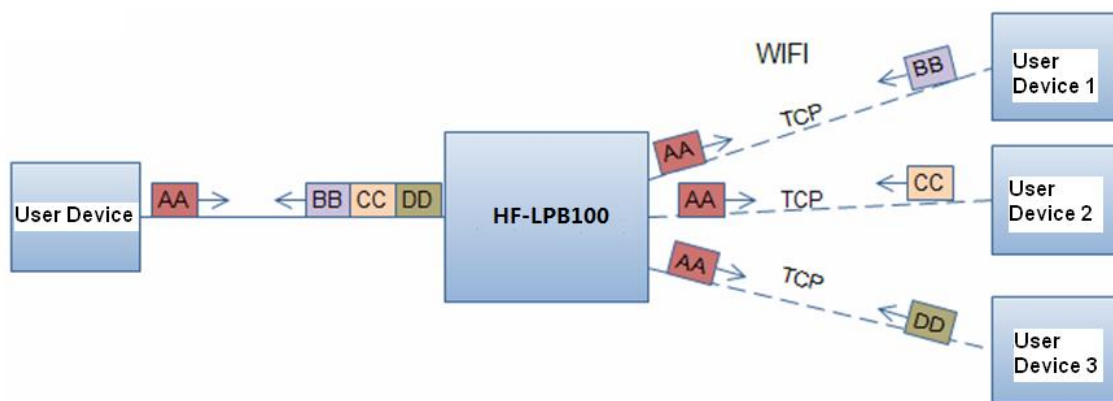 WIFI
User
Device 1
BB
TCP
AA
User Device
AA
BB CC DD
HF-LPB100
AA
TCP
CC
User
Device 2
AA
TCP
DD
User
Device 3